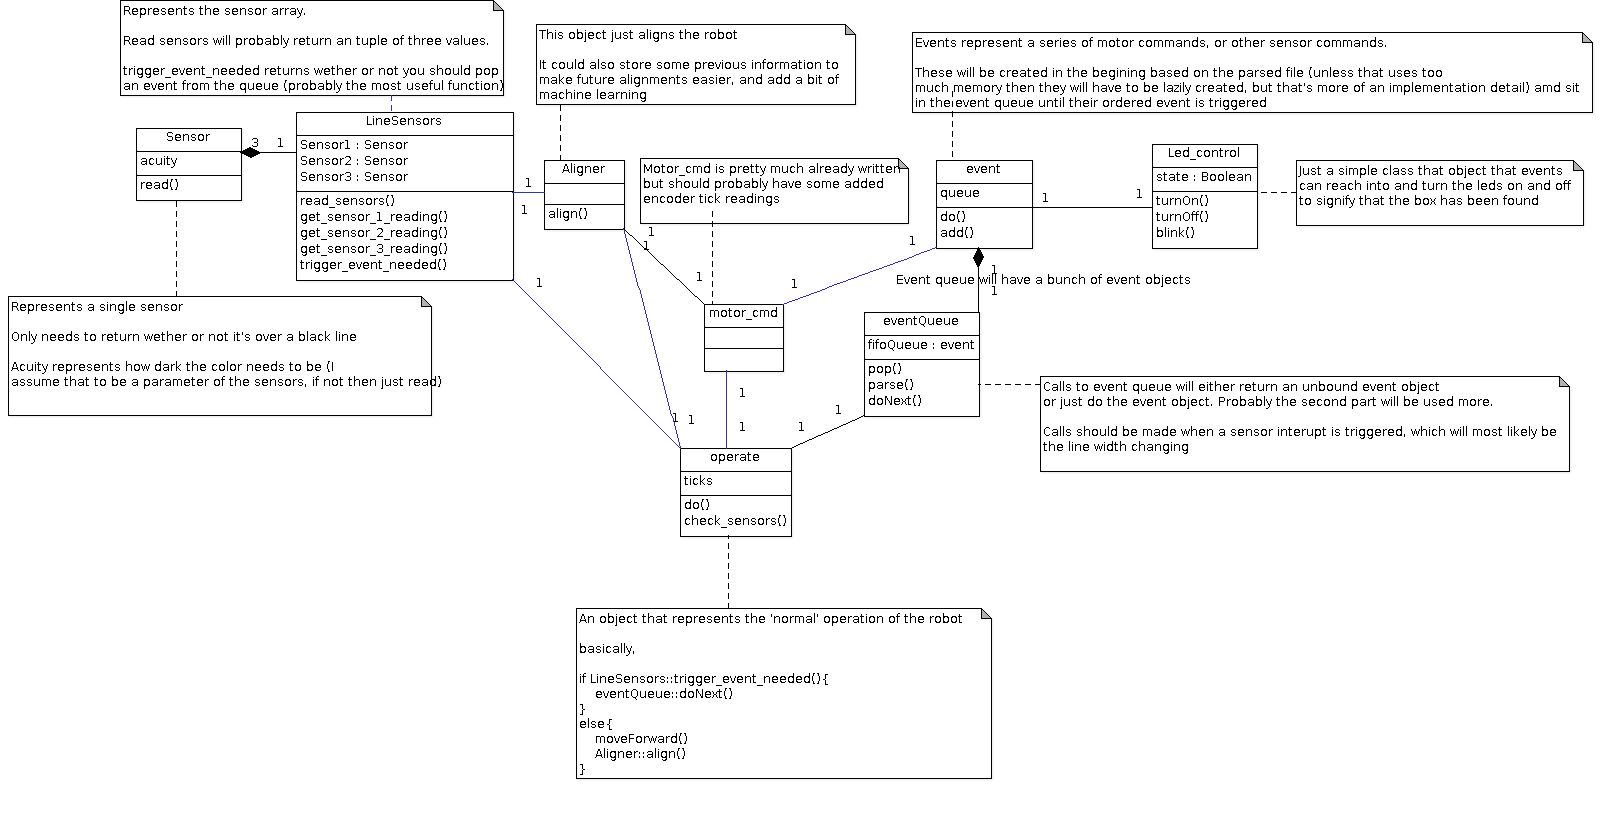 Represents the sensor array.
Read sensors will probably return an tuple of three values.
trigger_event_needed returns wether or not you should pop
an event from the queue (probably the most useful function)
This object just aligns the robot
It could also store some previous information to
make future alignments easier, and add a bit of
machine learning
Events represent a series of motor commands, or other sensor commands.
These will be created in the begining based on the parsed file (unless that uses too
much memory then they will have to be lazily created, but that's more of an implementation detail) amd sit
in the event queue until their ordered event is triggered
Sensor
acuity
read()
3
1
LineSensors
Sensor1 : Sensor
Sensor2 : Sensor
Sensor3 : Sensor
read_sensors()
get_sensor_1_reading()
get_sensor_2_reading()
get_sensor_3_reading()
trigger_event_needed()
1
1
Aligner
align()
Motor_cmd is pretty much already written
but should probably have some added
encoder tick readings
event
queue
do()
add()
1
1
Led_control
state : Boolean
turnOn()
turnOff()
blink()
Just a simple class that object that events
can reach into and turn the leds on and off
to signify that the box has been found
1
1
1
1
1
1
1
Event queue will have a bunch of event objects
1
Represents a single sensor
Only needs to return wether or not it's over a black line
Acuity represents how dark the color needs to be (I
assume that to be a parameter of the sensors, if not then just read)
motor_cmd
eventQueue
fifoQueue : event
pop()
parse()
doNext()
Calls to event queue will either return an unbound event object
or just do the event object. Probably the second part will be used more.
Calls should be made when a sensor interupt is triggered, which will most likely be
the line width changing
1
1
1
1
1
1
operate
ticks
do()
check_sensors()
An object that represents the 'normal' operation of the robot
basically,
if LineSensors::trigger_event_needed(){
eventQueue::doNext()
}
else{
moveForward()
Aligner::align()
}